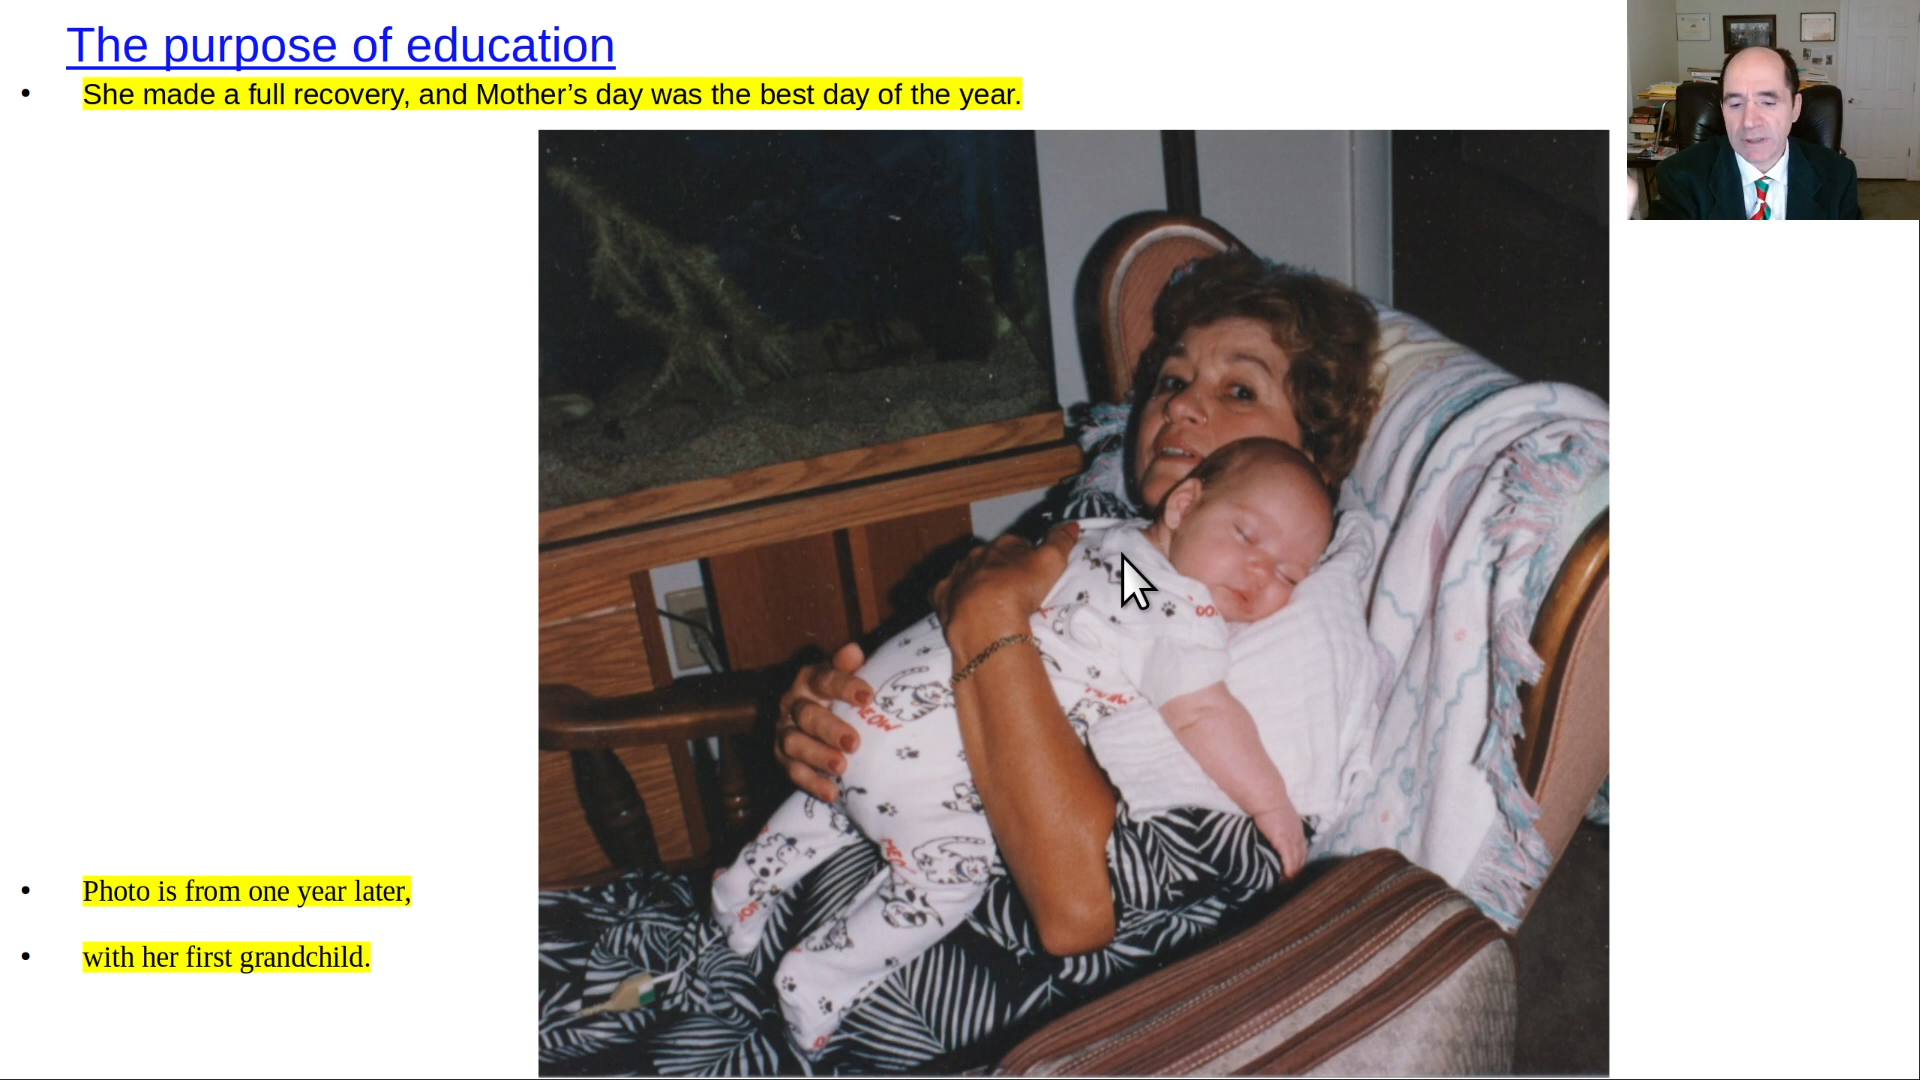 The purpose of education
• She made a full recovery, and Mother’s day was the best day of the year.
MEOW
• Photo is from one year later,
• with her first grandchild.